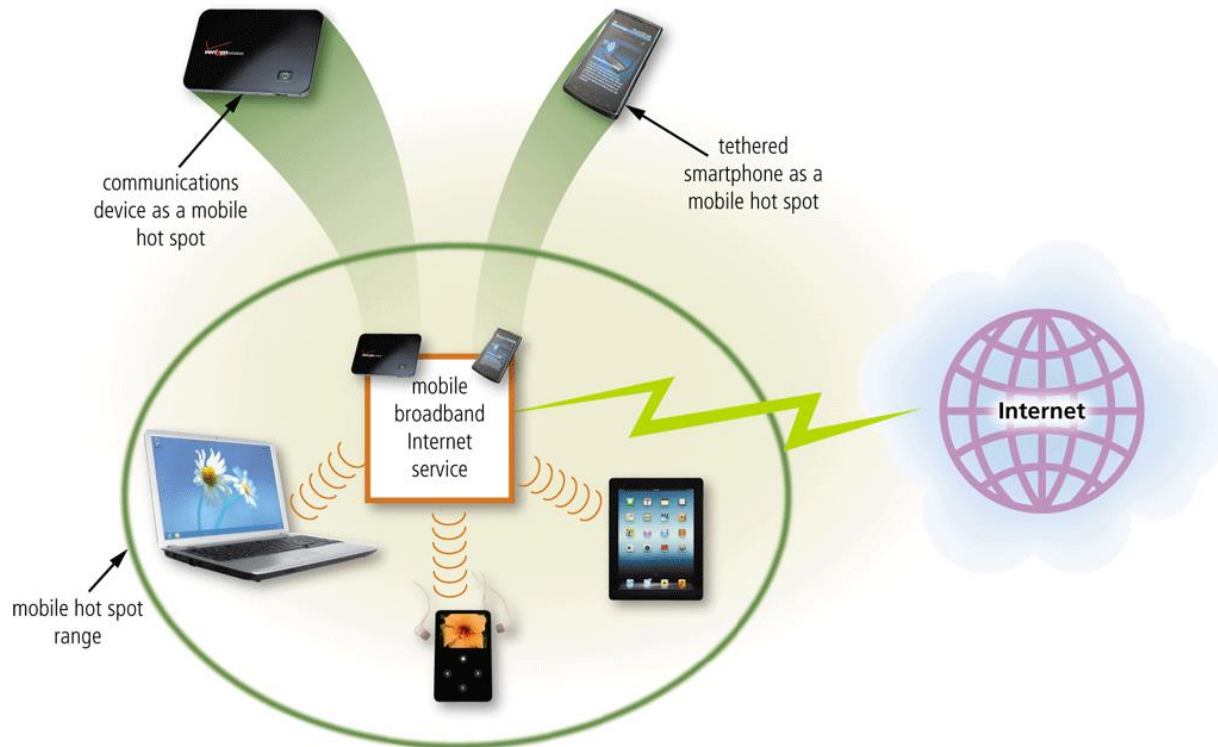 verizon
communications
device as a mobile
hot spot
tethered
smartphone as a
mobile hot spot
mobile
broadband
Internet
service
Internet
mobile hot spot
range